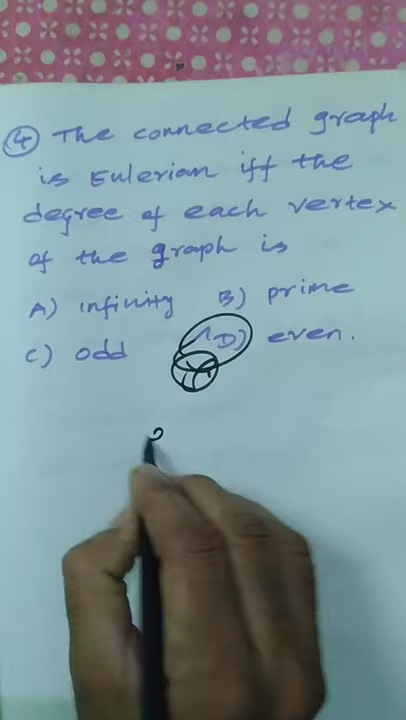 ④ The connected graph
is Eulerian iff the
degree of each vertex
of the graph is
A) infinity B) prime
C) odd D) even.